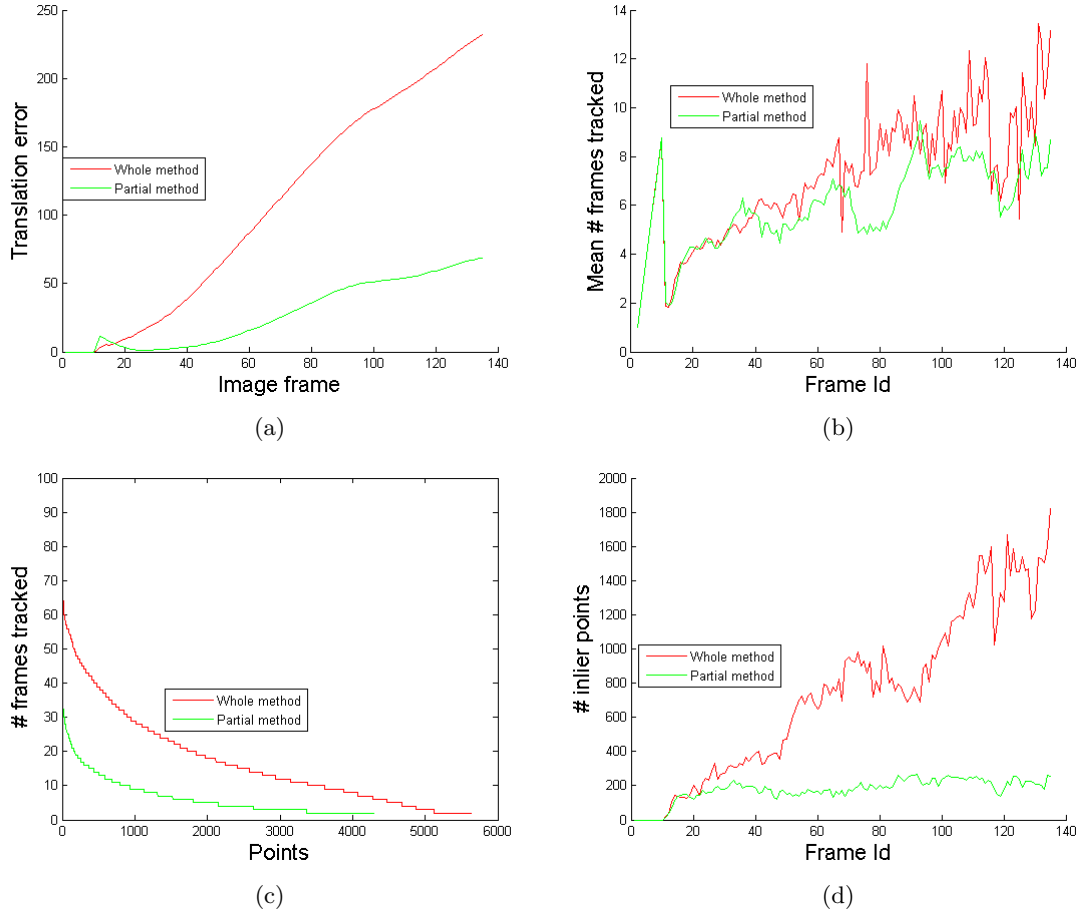 250
200
150
100
50
0
Translation error
Whole method
Partial method
0 20 40 60 80 100 120 140
Image frame
(a)
14
12
10
8
6
4
2
0
Mean # frames tracked
Whole method
Partial method
0 20 40 60 80 100 120 140
Frame Id
(b)
100
90
80
70
60
50
40
30
20
10
0
# frames tracked
Whole method
Partial method
0 1000 2000 3000 4000 5000 6000
Points
(c)
2000
1800
1600
1400
1200
1000
800
600
400
200
0
# inlier points
Whole method
Partial method
0 20 40 60 80 100 120 140
Frame Id
(d)